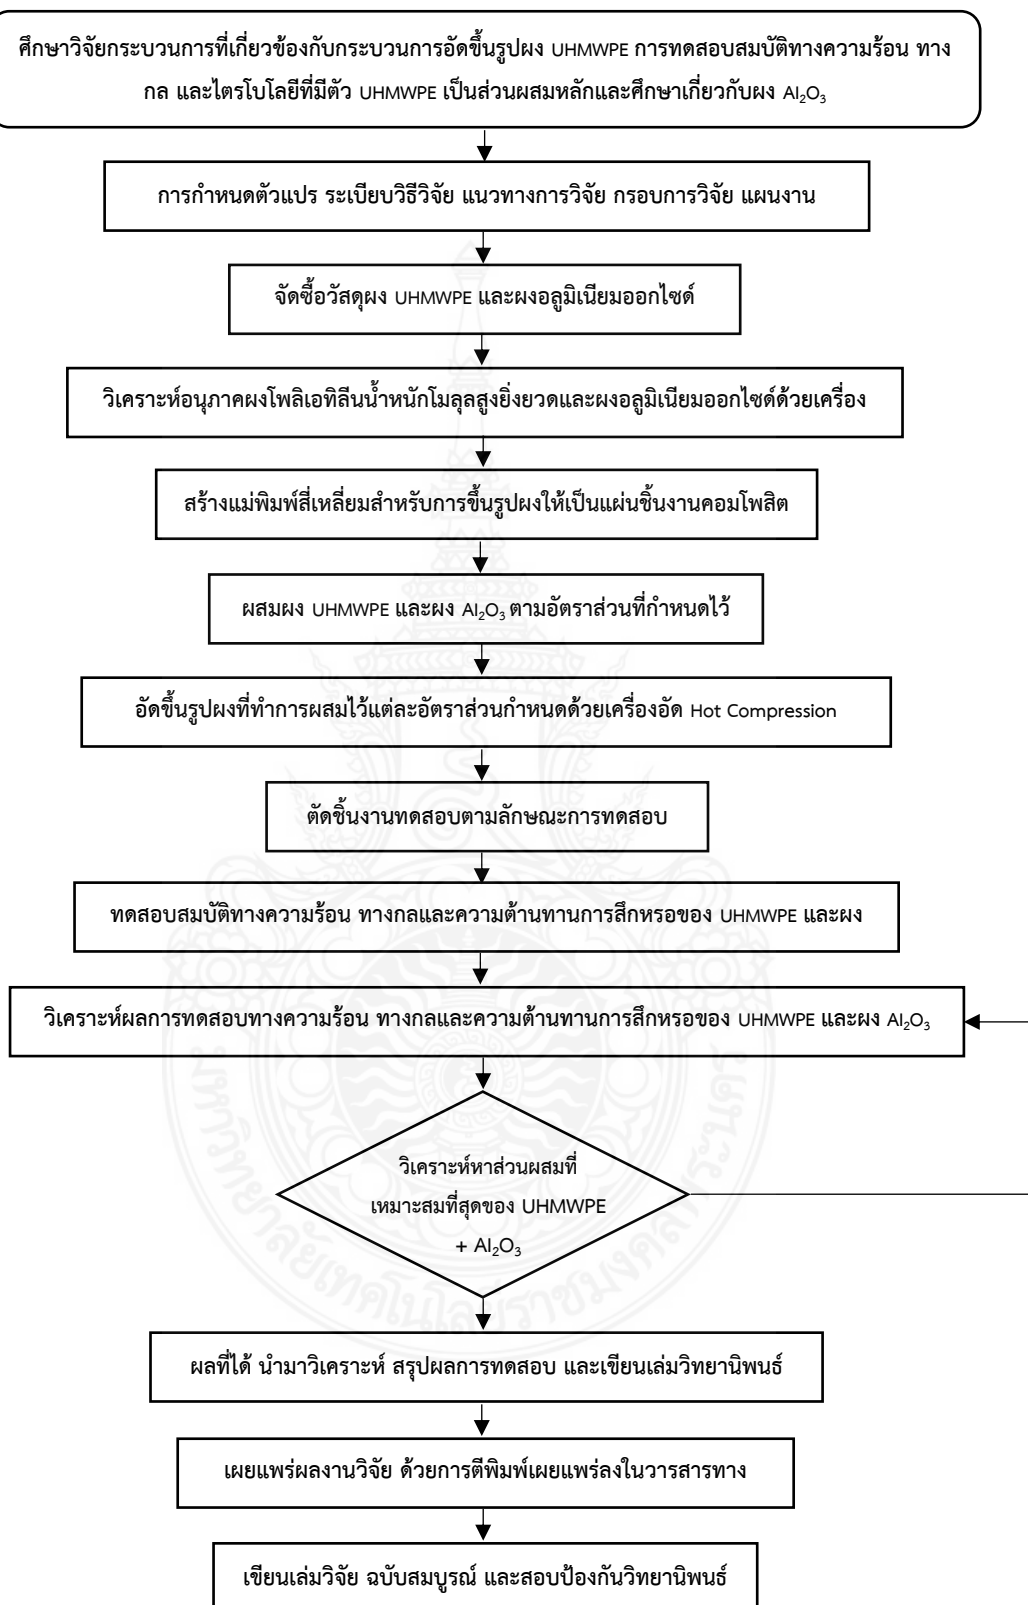 ศึกษาวิจัยกระบวนการที่เกี่ยวข้องกับกระบวนการอัดขึ้นรูปผง UHMWPE การทดสอบสมบัติทางความร้อน ทาง
กล และไตรโบโลยีที่มีตัว UHMWPE เป็นส่วนผสมหลักและศึกษาเกี่ยวกับผง Al₂O₃
การกำหนดตัวแปร ระเบียบวิธีวิจัย แนวทางการวิจัย กรอบการวิจัย แผนงาน
จัดซื้อวัสดุผง UHMWPE และผงอลูมิเนียมออกไซด์
วิเคราะห์อนุภาคผงโพลิเอทิลีนน้ำหนักโมลุลสูงยิ่งยวดและผงอลูมิเนียมออกไซด์ด้วยเครื่อง
สร้างแม่พิมพ์สี่เหลี่ยมสำหรับการขึ้นรูปผงให้เป็นแผ่นชิ้นงานคอมโพสิต
ผสมผง UHMWPE และผง Al₂O₃ ตามอัตราส่วนที่กำหนดไว้
อัดขึ้นรูปผงที่ทำการผสมไว้แต่ละอัตราส่วนกำหนดด้วยเครื่องอัด Hot Compression
ตัดชิ้นงานทดสอบตามลักษณะการทดสอบ
ทดสอบสมบัติทางความร้อน ทางกลและความต้านทานการสึกหรอของ UHMWPE และผง
วิเคราะห์ผลการทดสอบทางความร้อน ทางกลและความต้านทานการสึกหรอของ UHMWPE และผง Al₂O₃
วิเคราะห์หาส่วนผสมที่
เหมาะสมที่สุดของ UHMWPE
+ Al₂O₃
มหาวิทยาลัยเทคโนโลยีราชมงคลพระนคร
ผลที่ได้ นำมาวิเคราะห์ สรุปผลการทดสอบ และเขียนเล่มวิทยานิพนธ์
เผยแพร่ผลงานวิจัย ด้วยการตีพิมพ์เผยแพร่ลงในวารสารทาง
เขียนเล่มวิจัย ฉบับสมบูรณ์ และสอบป้องกันวิทยานิพนธ์